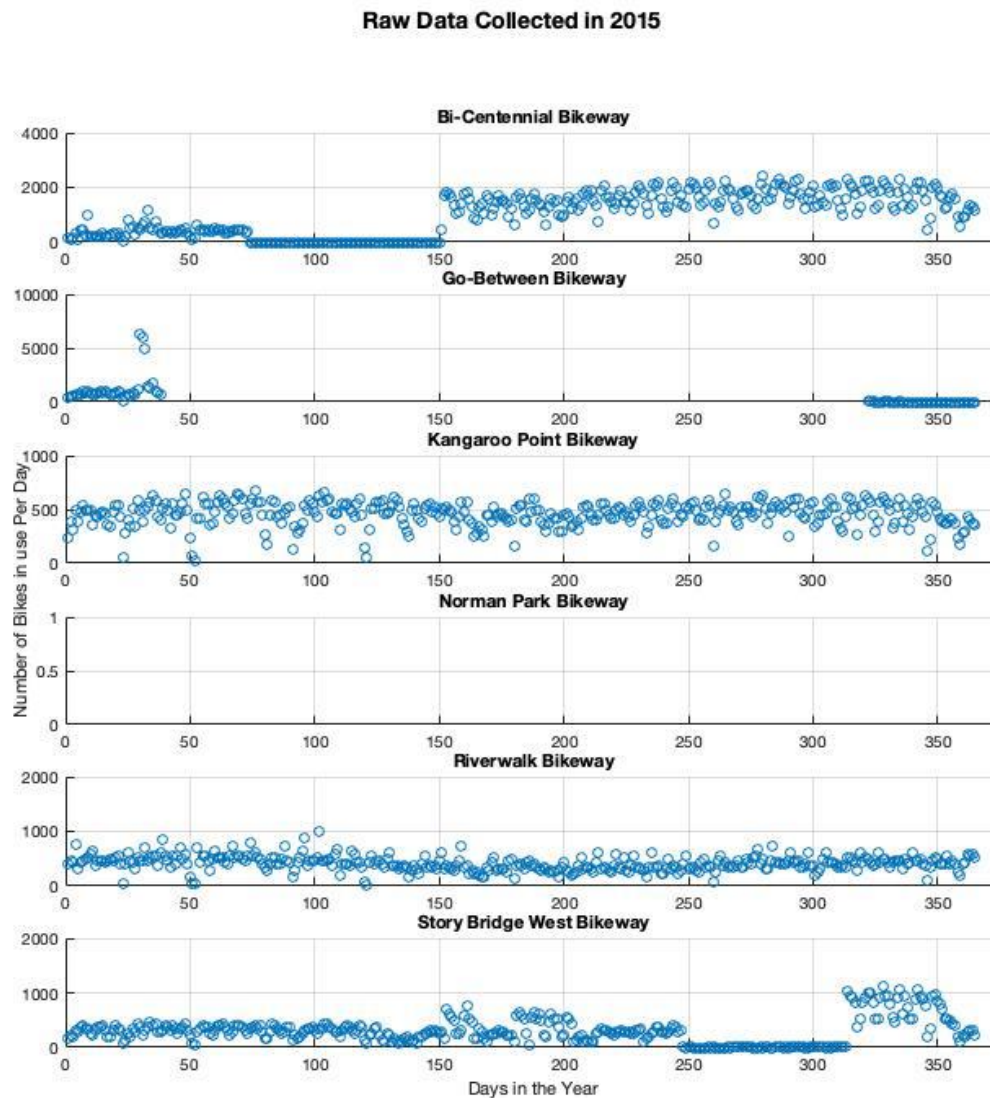 Raw Data Collected in 2015
Bi-Centennial Bikeway
4000
2000
0
0 50 100 150 200 250 300 350
Go-Between Bikeway
10000
5000
0
0 50 100 150 200 250 300 350
Kangaroo Point Bikeway
1000
500
0
0 50 100 150 200 250 300 350
Number of Bikes in use Per Day
Norman Park Bikeway
1
0.5
0
0 50 100 150 200 250 300 350
Riverwalk Bikeway
2000
1000
0
0 50 100 150 200 250 300 350
Story Bridge West Bikeway
2000
1000
0
0 50 100 150 200 250 300 350
Days in the Year